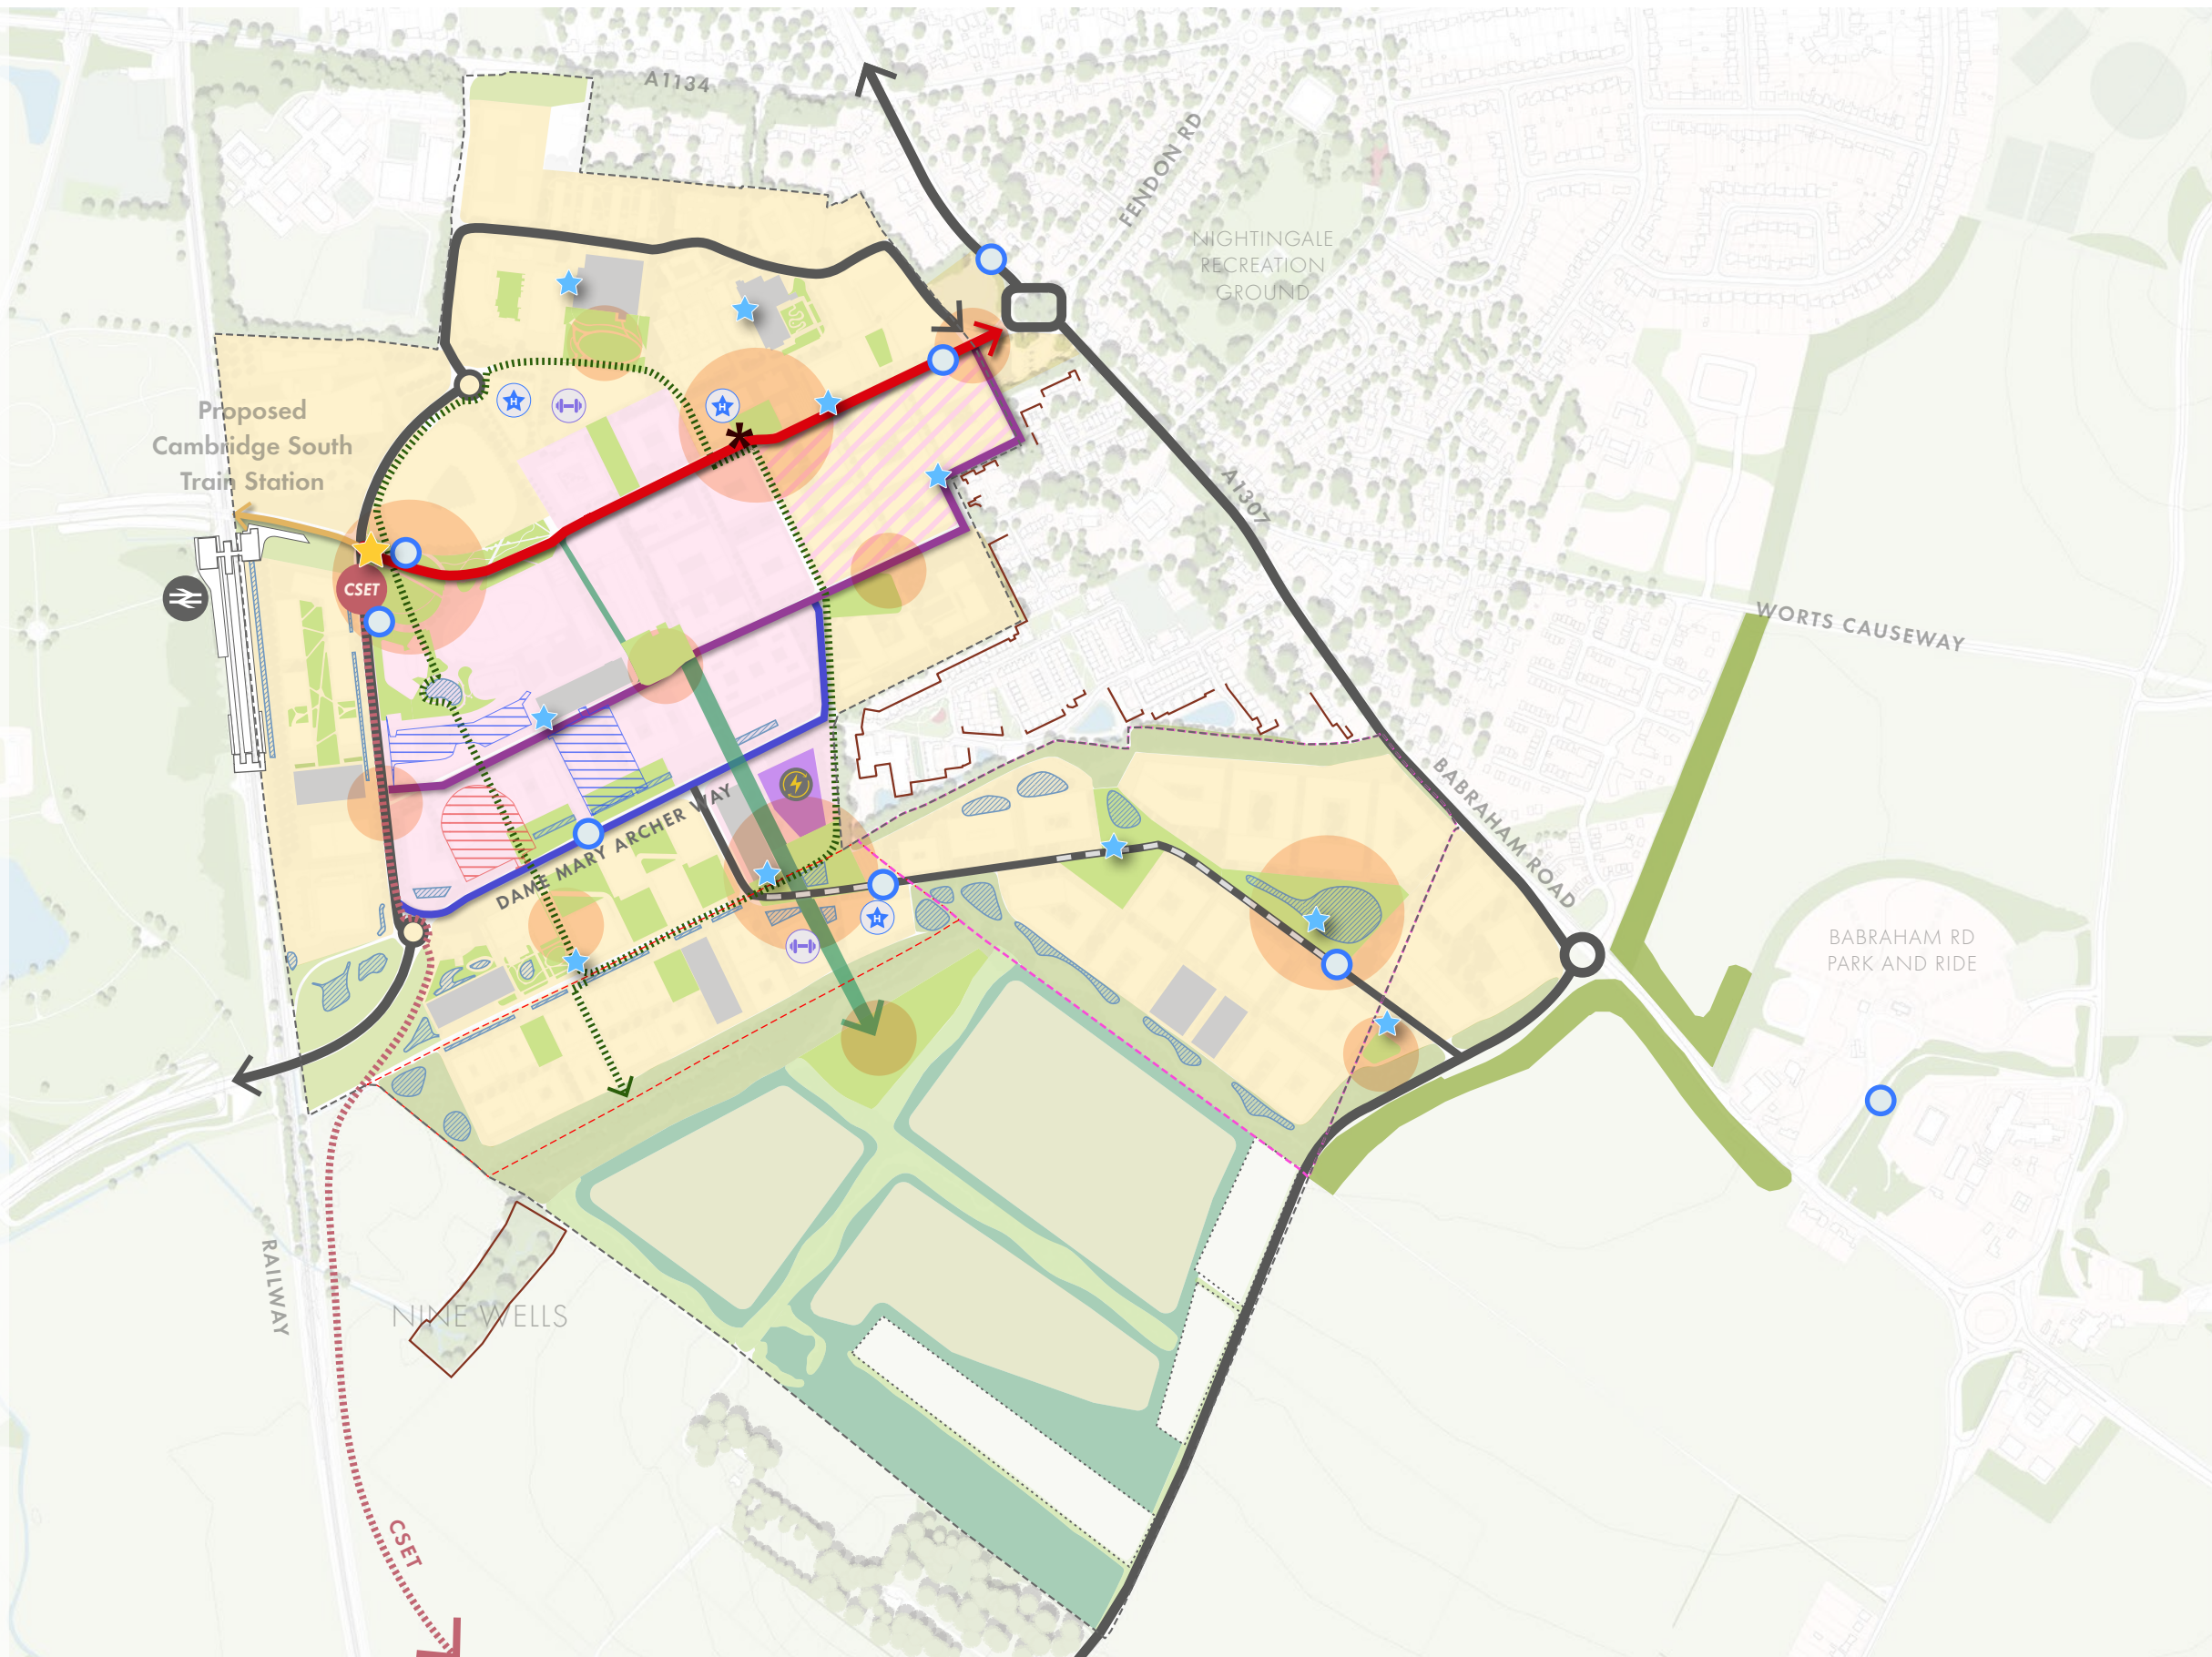 A1134
FENDON RD
NIGHTINGALE
RECREATION
GROUND
Proposed
Cambridge South
Train Station
H
H
A1307
CSET
WORTS CAUSEWAY
BABRAHAM ROAD
DAME MARY ARCHER WAY
H
BABRAHAM RD
PARK AND RIDE
RAILWAY
NINE WELLS
CSET